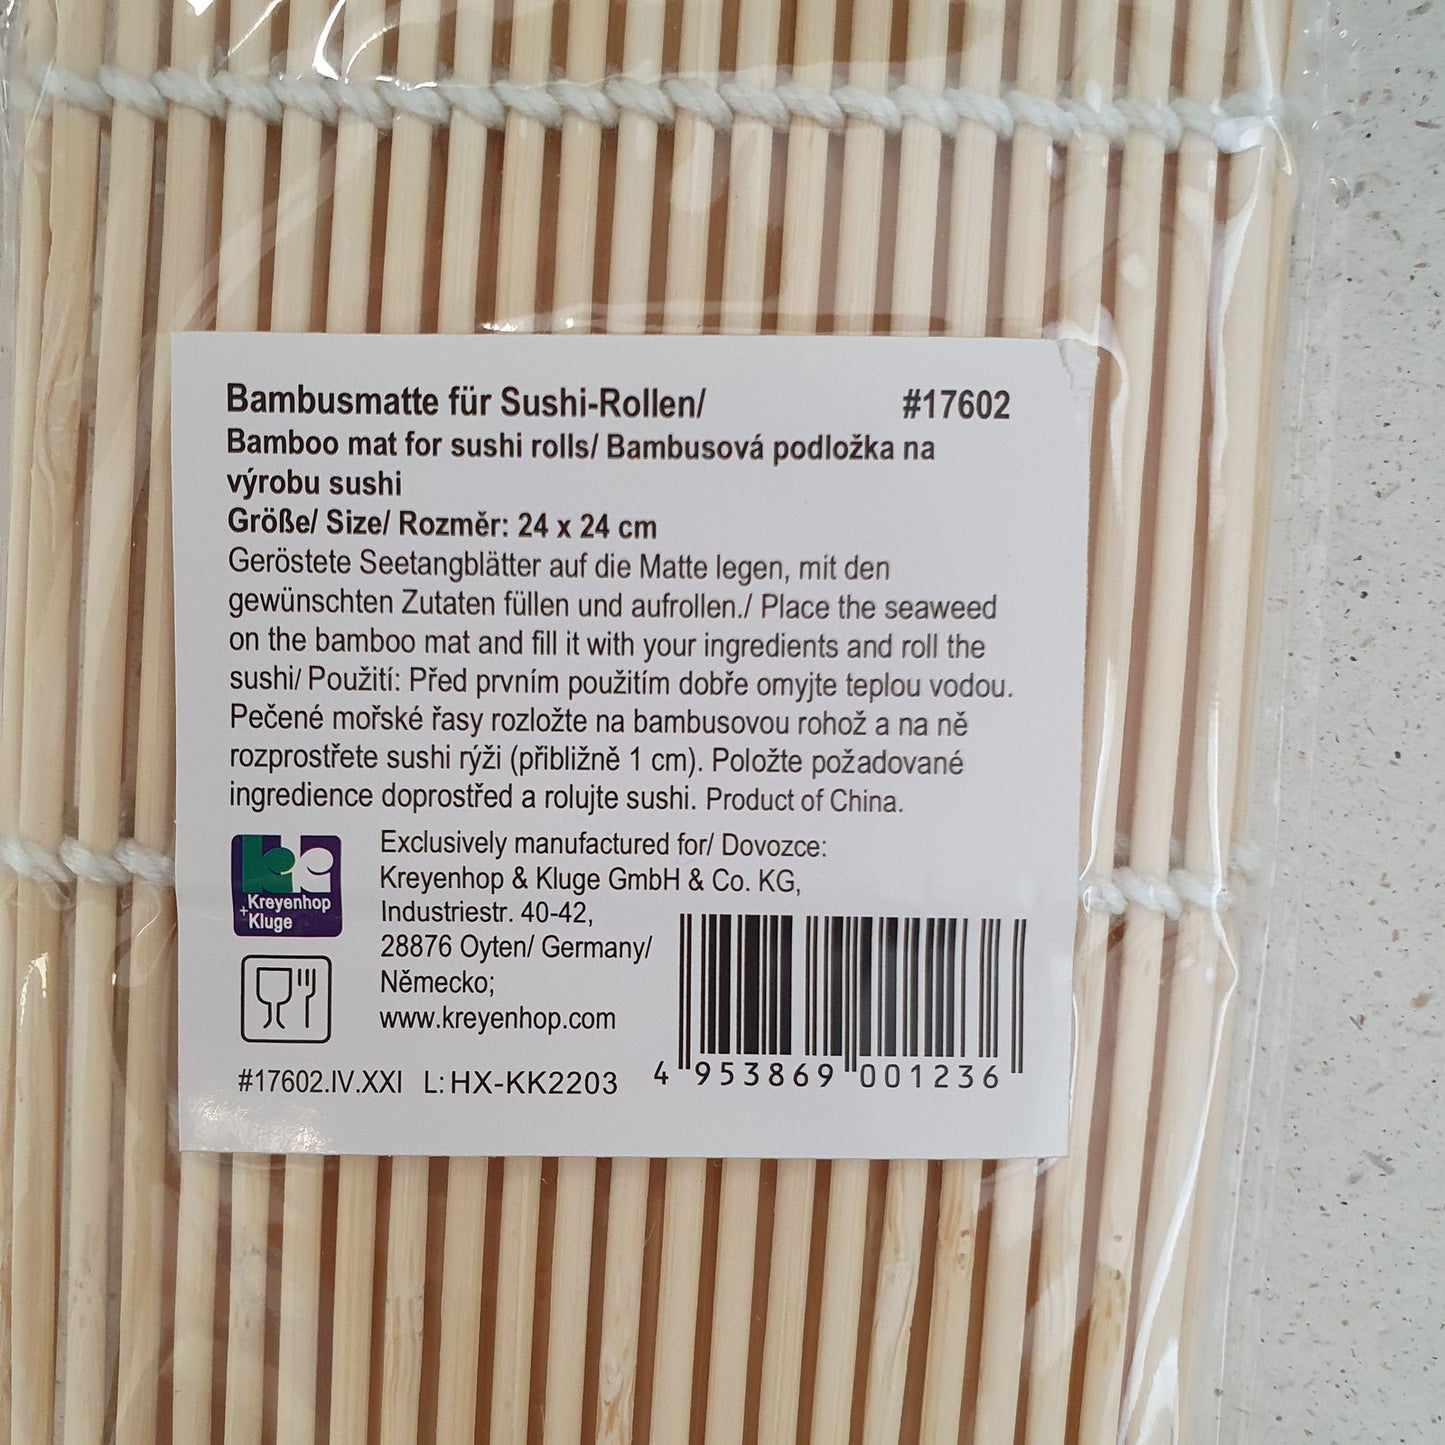 Bambusmatte für Sushi-Rollen/ #17602
Bamboo mat for sushi rolls/ Bambusová podložka na
výrobu sushi
Größe/ Size/ Rozměr: 24 x 24 cm
Geröstete Seetangblätter auf die Matte legen, mit den
gewünschten Zutaten füllen und aufrollen./ Place the seaweed
on the bamboo mat and fill it with your ingredients and roll the
sushi/ Použití: Před prvním použitím dobře omyjte teplou vodou.
Pečené mořské řasy rozložte na bambusovou rohož a na ně
rozprostřete sushi rýži (přibližně 1 cm). Položte požadované
ingredience doprostřed a rolujte sushi. Product of China.
Kreyenhop
+Kluge
Exclusively manufactured for/ Dovozce:
Kreyenhop & Kluge GmbH & Co. KG,
Industriestr. 40-42,
28876 Oyten/ Germany/
Německo;
www.kreyenhop.com
#17602.IV.XXI L: HX-KK2203
4 953869 001236